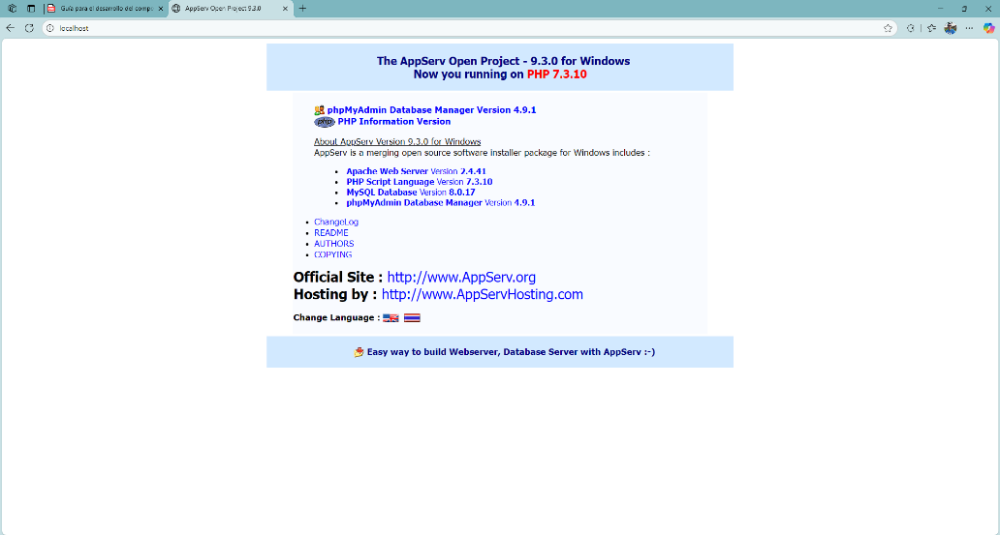 Guía para el desarrollo del compu
AppServ Open Project 9.3.0
localhost
The AppServ Open Project - 9.3.0 for Windows
Now you running on PHP 7.3.10
phpMyAdmin Database Manager Version 4.9.1
php PHP Information Version
About AppServ Version 9.3.0 for Windows
AppServ is a merging open source software installer package for Windows includes :
• Apache Web Server Version 2.4.41
• PHP Script Language Version 7.3.10
• MySQL Database Version 8.0.17
• phpMyAdmin Database Manager Version 4.9.1
• ChangeLog
• README
• AUTHORS
• COPYING
Official Site : http://www.AppServ.org
Hosting by : http://www.AppServHosting.com
Change Language :
Easy way to build Webserver, Database Server with AppServ :-)